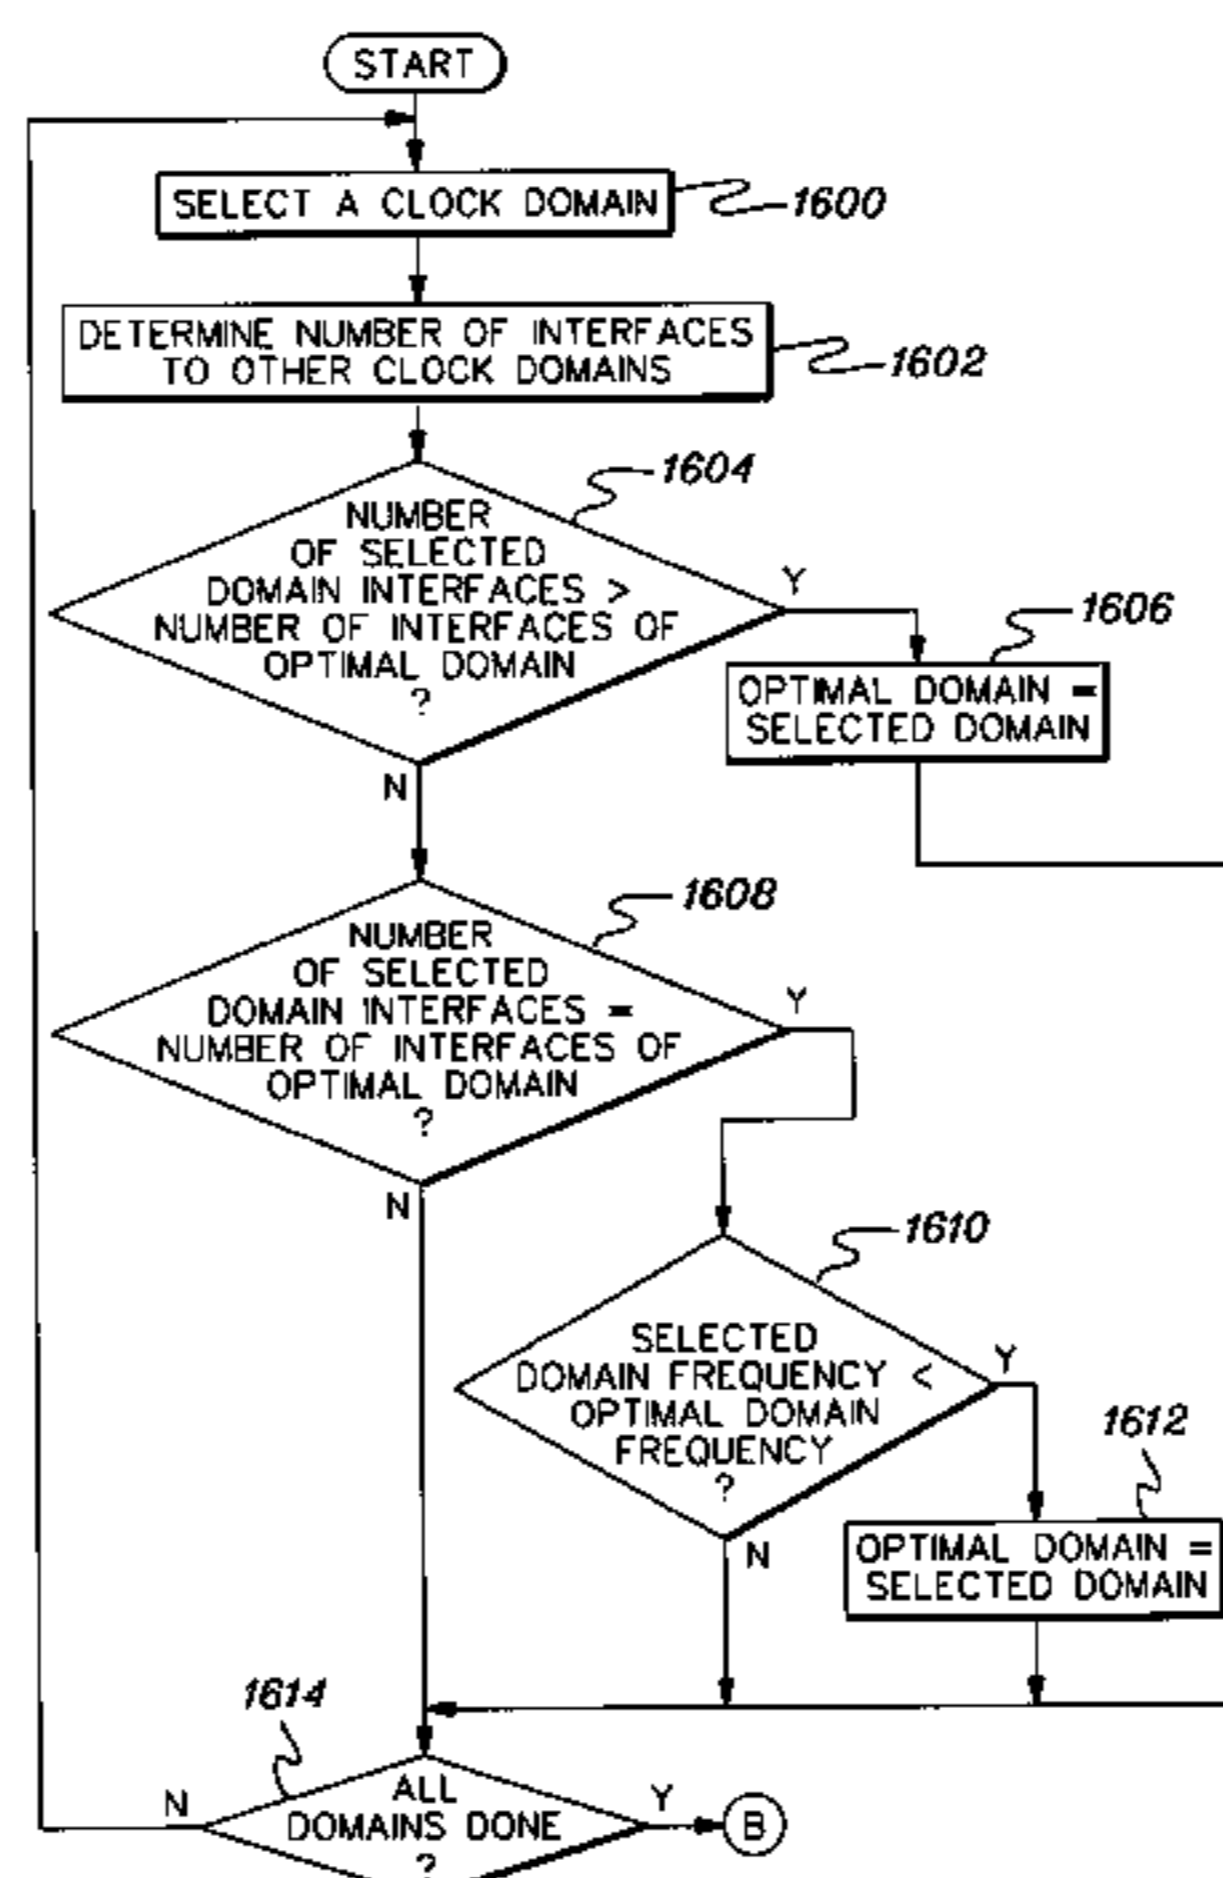 START
SELECT A CLOCK DOMAIN
1600
DETERMINE NUMBER OF INTERFACES
TO OTHER CLOCK DOMAINS
1602
1604
NUMBER
OF SELECTED
DOMAIN INTERFACES >
NUMBER OF INTERFACES OF
OPTIMAL DOMAIN
?
Y
N
1606
OPTIMAL DOMAIN =
SELECTED DOMAIN
1608
NUMBER
OF SELECTED
DOMAIN INTERFACES =
NUMBER OF INTERFACES OF
OPTIMAL DOMAIN
?
Y
N
1610
SELECTED
DOMAIN FREQUENCY <
OPTIMAL DOMAIN
FREQUENCY
?
Y
N
1612
OPTIMAL DOMAIN =
SELECTED DOMAIN
1614
ALL
DOMAINS DONE
?
N
Y
B